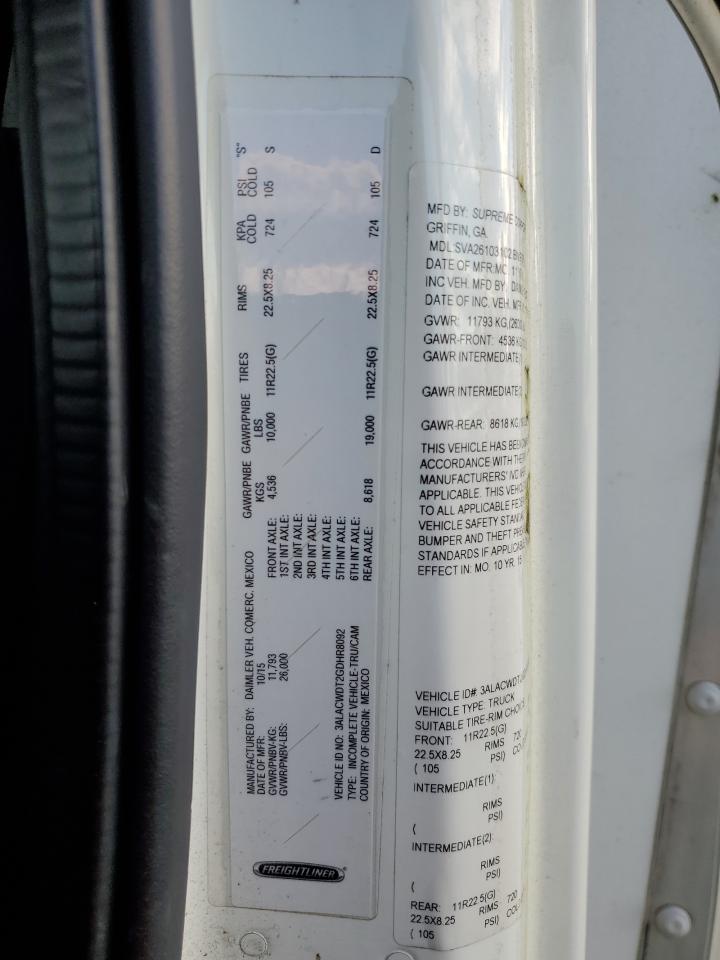 MANUFACTURED BY: DAIMLER VEH. COMERC. MEXICO
DATE OF MFR: 10/15
GVWR/PNBV-KG: 11,793
GVWR/PNBV-LBS: 26,000
VEHICLE ID NO: 3ALACWDT2GDHR8092
TYPE: INCOMPLETE VEHICLE-TRU/CAM
COUNTRY OF ORIGIN: MEXICO
FREIGHTLINER
GAWR/PNBE KGS GAWR/PNBE LBS TIRES RIMS KPA COLD PSI COLD "S"
FRONT AXLE: 4,536 10,000 11R22.5(G) 22.5X8.25 724 105 S
1ST INT AXLE:
2ND INT AXLE:
3RD INT AXLE:
4TH INT AXLE:
5TH INT AXLE:
6TH INT AXLE:
REAR AXLE: 8,618 19,000 11R22.5(G) 22.5X8.25 724 105 D
MFD BY: SUPREME
GRIFFIN, GA.
DATE OF MFR:MO.
INC VEH. MFD BY:
DATE OF INC. VEH. MFR
GVWR: 11793 KG
GAWR-FRONT: 4536 KG
GAWR INTERMEDIATE
GAWR INTERMEDIATE
GAWR-REAR: 8618 KG
THIS VEHICLE HAS BEEN
ACCORDANCE WITH THE
MANUFACTURERS'
APPLICABLE. THIS
TO ALL APPLICABLE
VEHICLE SAFETY
BUMPER AND THEFT
STANDARDS IF
EFFECT IN: MO. 10 YR. 15
VEHICLE ID#: 3ALACWDT
VEHICLE TYPE: TRUCK
SUITABLE TIRE-RIM
FRONT: 11R22.5(G)
22.5X8.25 RIMS 720
( 105 PSI)
INTERMEDIATE(1):
RIMS
( PSI)
INTERMEDIATE(2):
RIMS
( PSI)
REAR: 11R22.5(G)
22.5X8.25 RIMS 720
( 105 PSI)